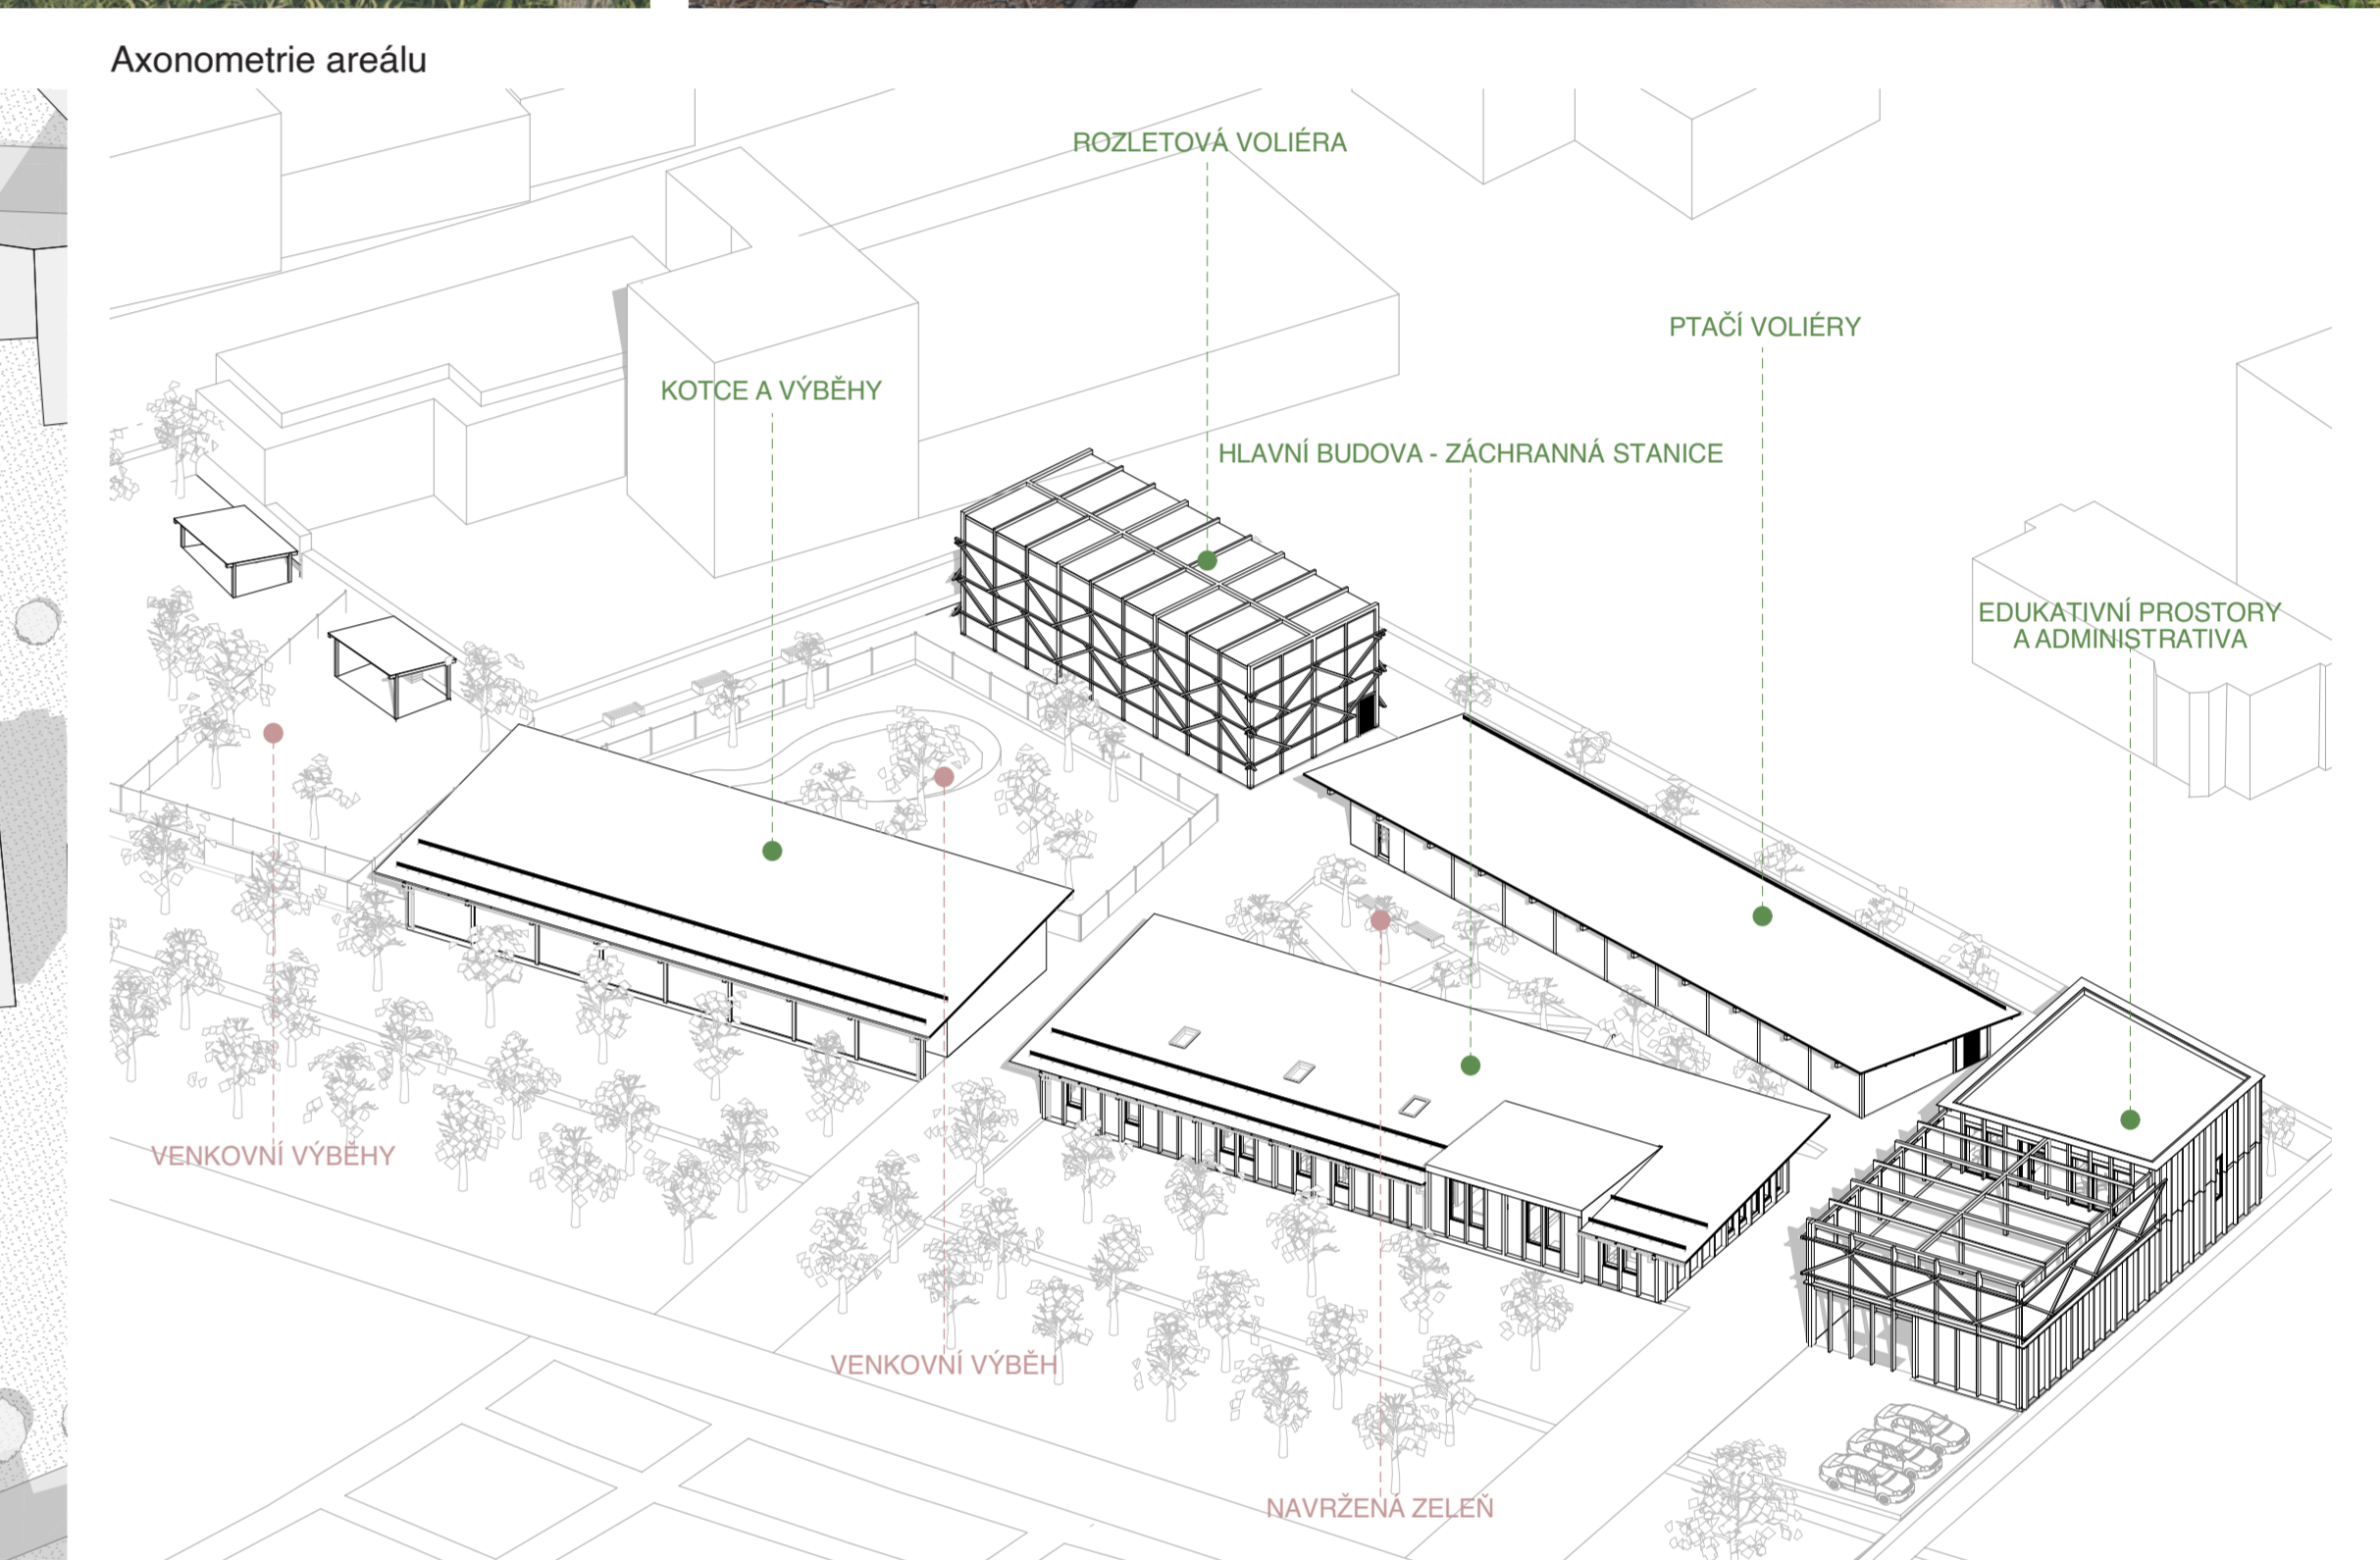 Axonometrie areálu
ROZLETOVÁ VOLIÉRA
PTAČÍ VOLIÉRY
KOTCE A VÝBĚHY
HLAVNÍ BUDOVA - ZÁCHRANNÁ STANICE
EDUKATIVNÍ PROSTORY
A ADMINISTRATIVA
VENKOVNÍ VÝBĚHY
VENKOVNÍ VÝBĚH
NAVRŽENÁ ZELEŇ